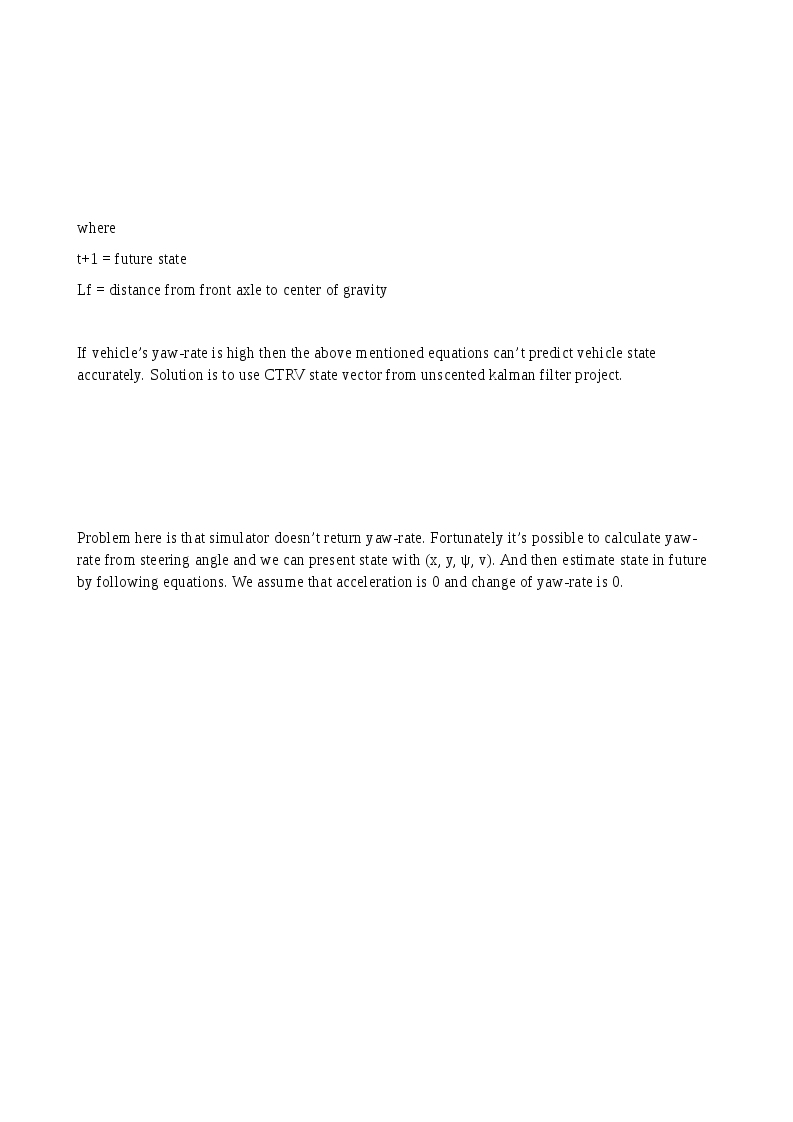 where
t+1 = future state
Lf = distance from front axle to center of gravity
If vehicle’s yaw-rate is high then the above mentioned equations can’t predict vehicle state
accurately. Solution is to use CTRV state vector from unscented kalman filter project.
Problem here is that simulator doesn’t return yaw-rate. Fortunately it’s possible to calculate yaw-
rate from steering angle and we can present state with (x, y, ψ, v). And then estimate state in future
by following equations. We assume that acceleration is 0 and change of yaw-rate is 0.